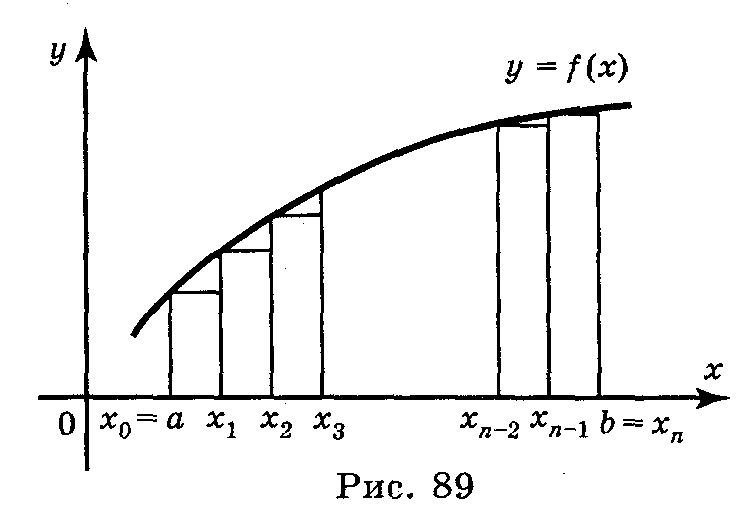 y
y = f(x)
x
0 x₀ = a x₁ x₂ x₃ xₙ₋₂ xₙ₋₁ b = xₙ
Рис. 89